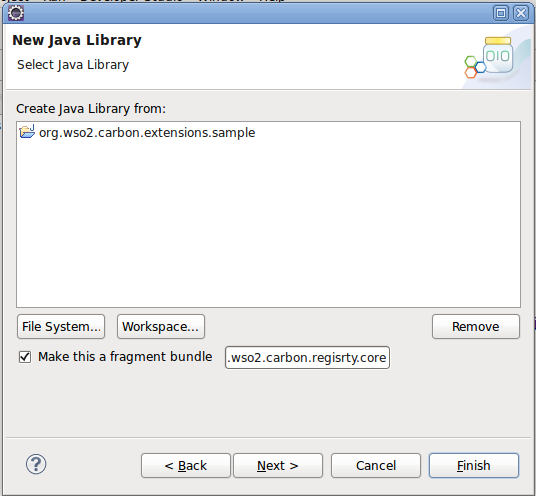 New Java Library
Select Java Library
Create Java Library from:
org.wso2.carbon.extensions.sample
File System...
Workspace...
Remove
Make this a fragment bundle
.wso2.carbon.regisrty.core
?
< Back
Next >
Cancel
Finish